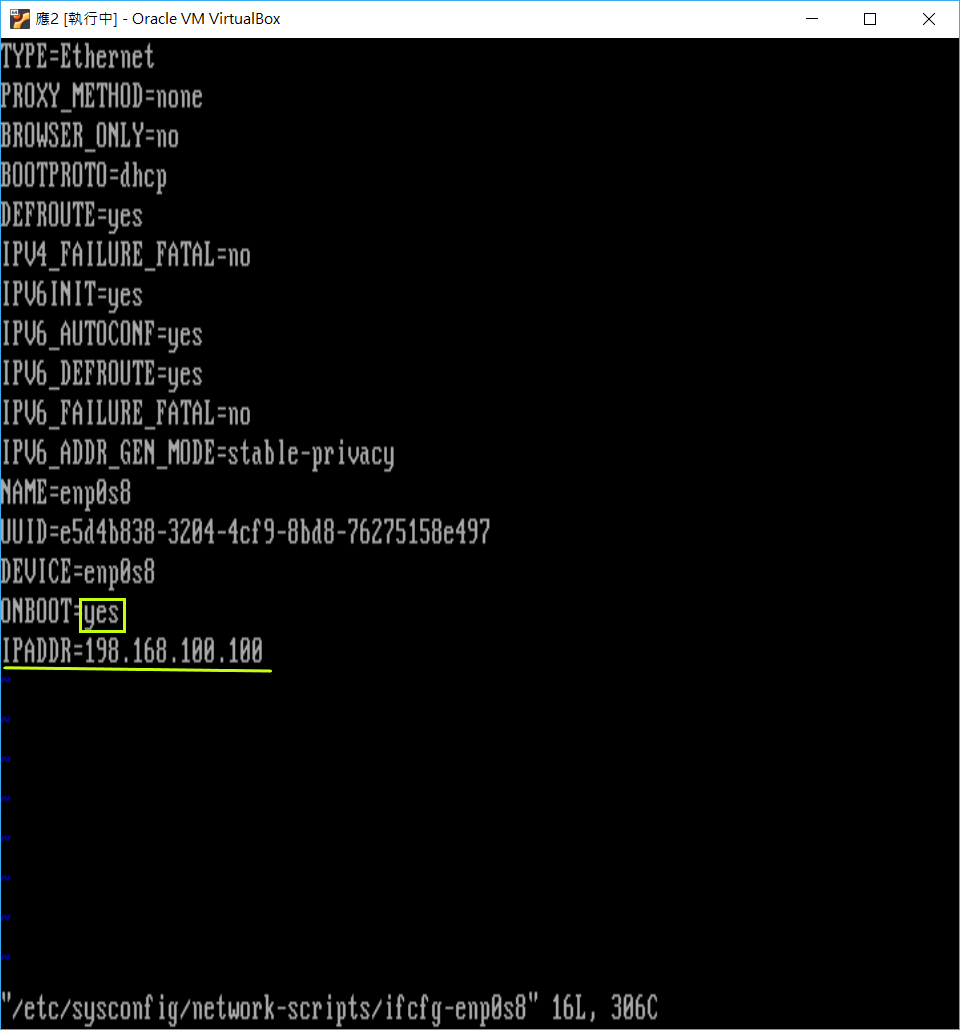 應2 [執行中] - Oracle VM VirtualBox
TYPE=Ethernet
PROXY_METHOD=none
BROWSER_ONLY=no
BOOTPROTO=dhcp
DEFROUTE=yes
IPV4_FAILURE_FATAL=no
IPV6INIT=yes
IPV6_AUTOCONF=yes
IPV6_DEFROUTE=yes
IPV6_FAILURE_FATAL=no
IPV6_ADDR_GEN_MODE=stable-privacy
NAME=enp0s8
UUID=e5d4b838-3204-4cf9-8bd8-76275158e497
DEVICE=enp0s8
ONBOOT=yes
IPADDR=198.168.100.100
~
~
~
~
~
~
~
~
"/etc/sysconfig/network-scripts/ifcfg-enp0s8" 16L, 306C